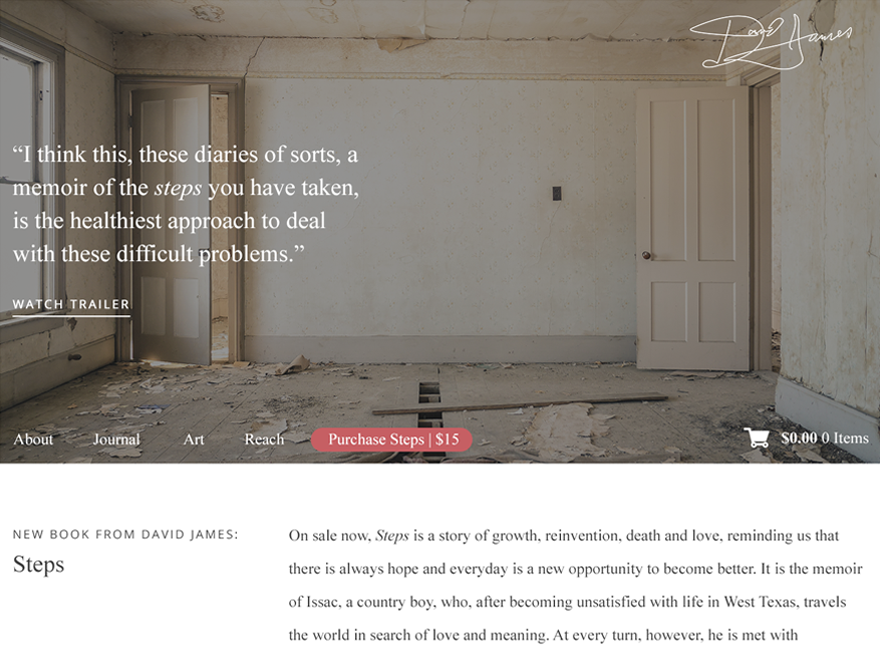 David James
“I think this, these diaries of sorts, a
memoir of the steps you have taken,
is the healthiest approach to deal
with these difficult problems.”
WATCH TRAILER
About Journal Art Reach Purchase Steps | $15 $0.00 0 Items
NEW BOOK FROM DAVID JAMES:
Steps
On sale now, Steps is a story of growth, reinvention, death and love, reminding us that
there is always hope and everyday is a new opportunity to become better. It is the memoir
of Issac, a country boy, who, after becoming unsatisfied with life in West Texas, travels
the world in search of love and meaning. At every turn, however, he is met with